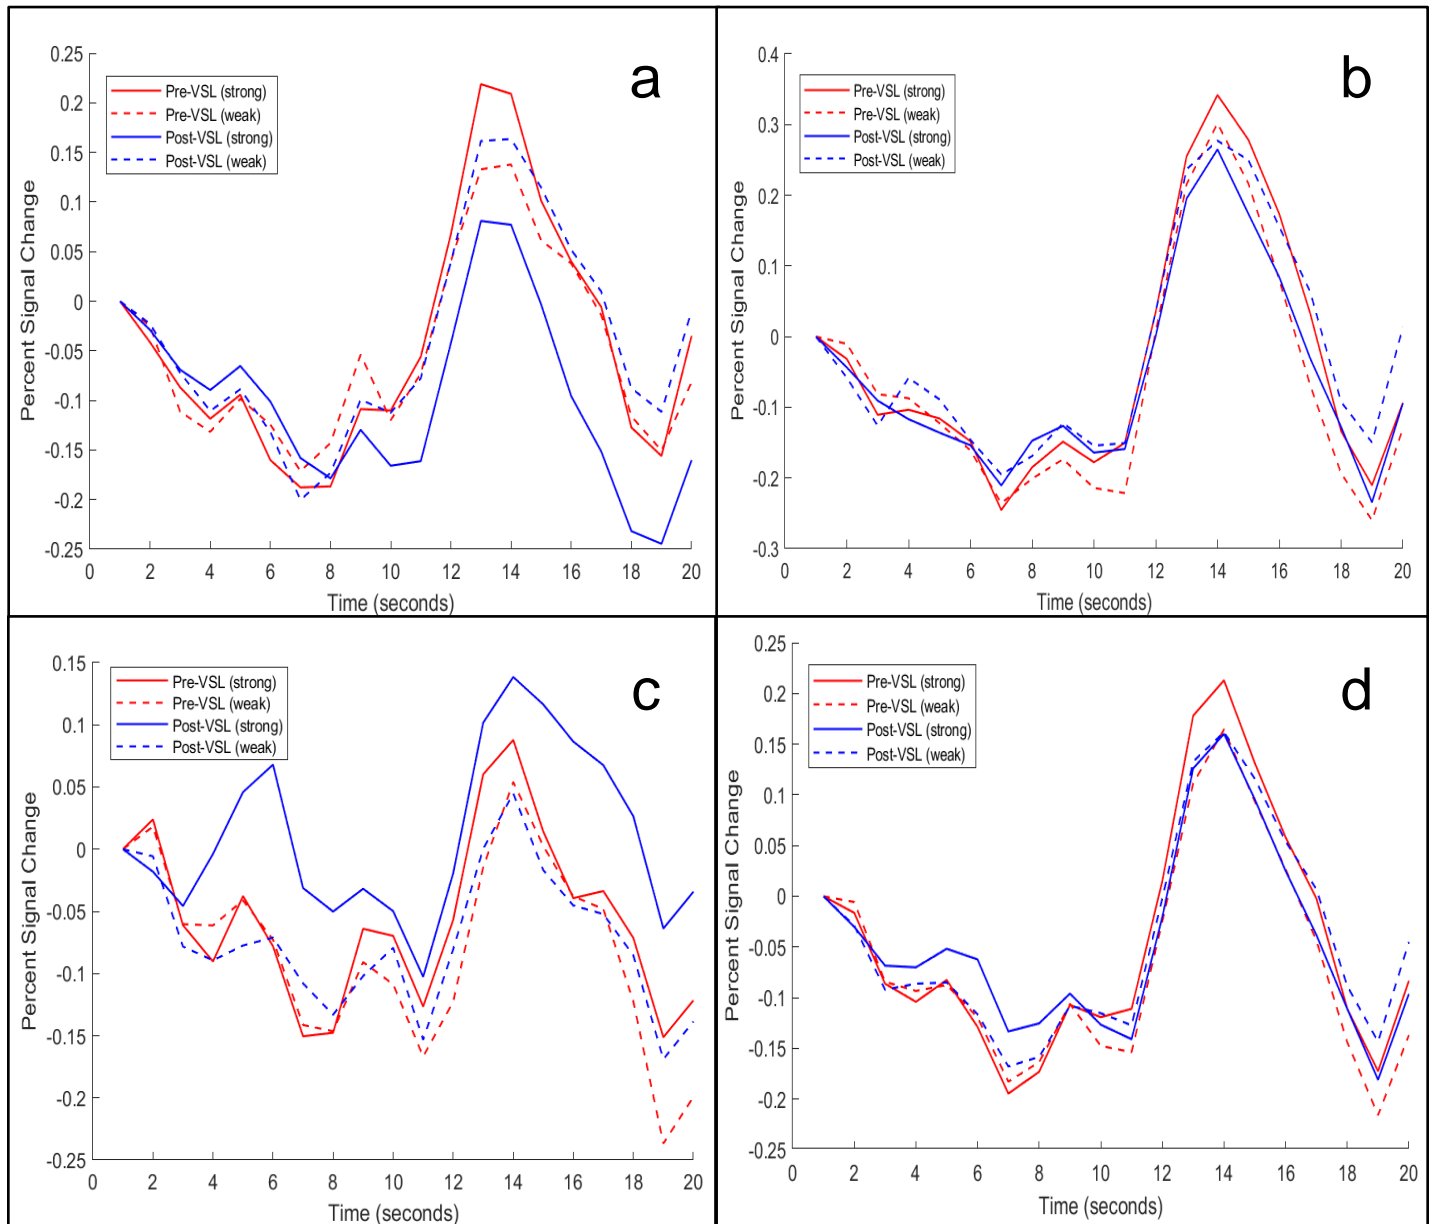 a
0.25
0.2
0.15
0.1
0.05
0
-0.05
-0.1
-0.15
-0.2
-0.25
Percent Signal Change
Pre-VSL (strong)
Pre-VSL (weak)
Post-VSL (strong)
Post-VSL (weak)
0 2 4 6 8 10 12 14 16 18 20
Time (seconds)
b
0.4
0.3
0.2
0.1
0
-0.1
-0.2
-0.3
Percent Signal Change
Pre-VSL (strong)
Pre-VSL (weak)
Post-VSL (strong)
Post-VSL (weak)
0 2 4 6 8 10 12 14 16 18 20
Time (seconds)
c
0.15
0.1
0.05
0
-0.05
-0.1
-0.15
-0.2
-0.25
Percent Signal Change
Pre-VSL (strong)
Pre-VSL (weak)
Post-VSL (strong)
Post-VSL (weak)
0 2 4 6 8 10 12 14 16 18 20
Time (seconds)
d
0.25
0.2
0.15
0.1
0.05
0
-0.05
-0.1
-0.15
-0.2
-0.25
Percent Signal Change
Pre-VSL (strong)
Pre-VSL (weak)
Post-VSL (strong)
Post-VSL (weak)
0 2 4 6 8 10 12 14 16 18 20
Time (seconds)